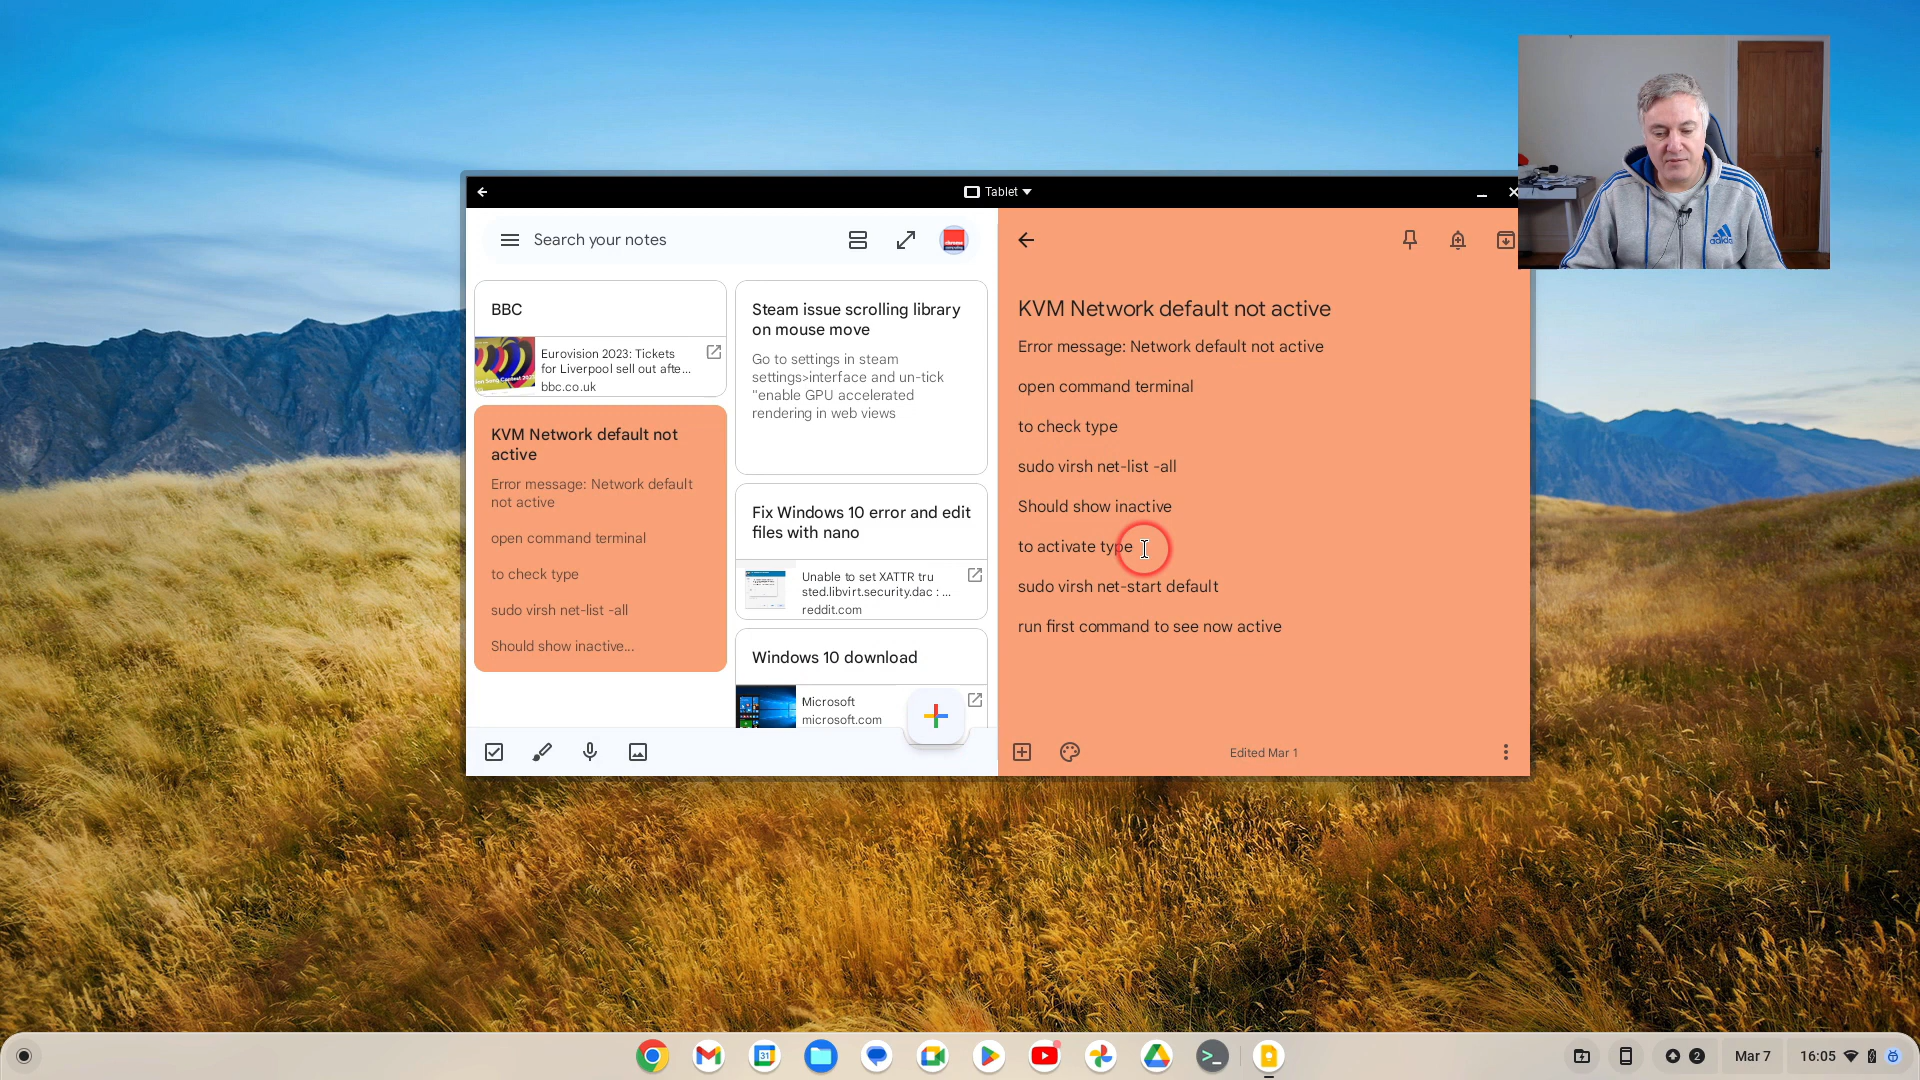 Tablet
Search your notes
BBC
Eurovision 2023: Tickets
for Liverpool sell out afte...
bbc.co.uk
KVM Network default not
active
Error message: Network default
not active
open command terminal
to check type
sudo virsh net-list -all
Should show inactive...
Steam issue scrolling library
on mouse move
Go to settings in steam
settings>interface and un-tick
"enable GPU accelerated
rendering in web views
Fix Windows 10 error and edit
files with nano
Unable to set XATTR tru
sted.libvirt.security.dac : ...
reddit.com
Windows 10 download
Microsoft
microsoft.com
KVM Network default not active
Error message: Network default not active
open command terminal
to check type
sudo virsh net-list -all
Should show inactive
to activate type
sudo virsh net-start default
run first command to see now active
Edited Mar 1
adidas
31
2
Mar 7
16:05